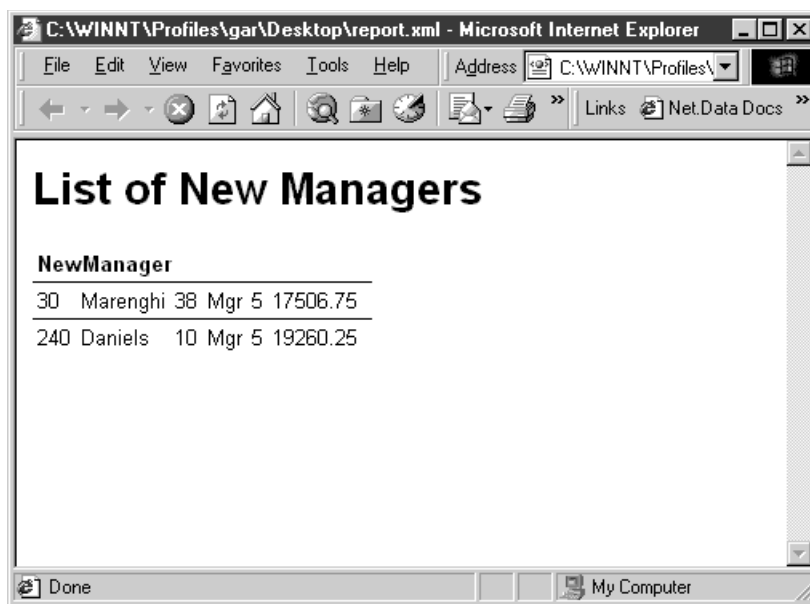 C:\WINNT\Profiles\gar\Desktop\report.xml - Microsoft Internet Explorer
File Edit View Favorites Tools Help Address C:\WINNT\Profiles\
» Links Net.Data Docs »
List of New Managers
NewManager
30 Marenghi 38 Mgr 5 17506.75
240 Daniels 10 Mgr 5 19260.25
Done My Computer